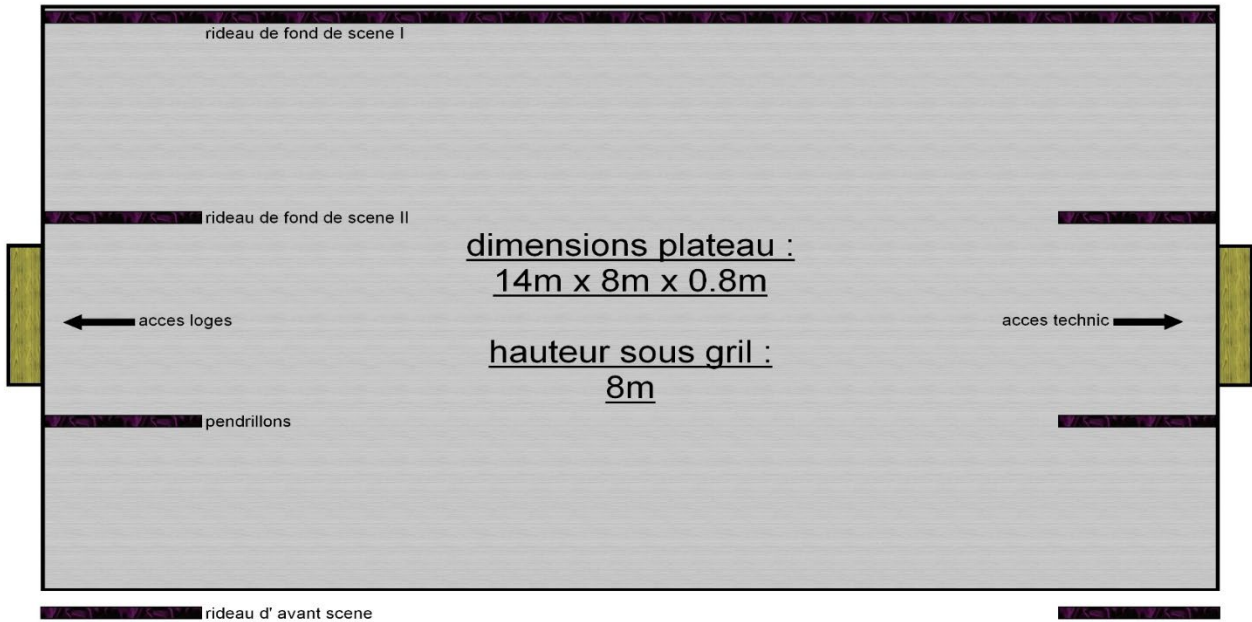 rideau de fond de scene I
rideau de fond de scene II
dimensions plateau :
14m x 8m x 0.8m
acces loges
acces technic
hauteur sous gril :
8m
pendrillons
rideau d' avant scene